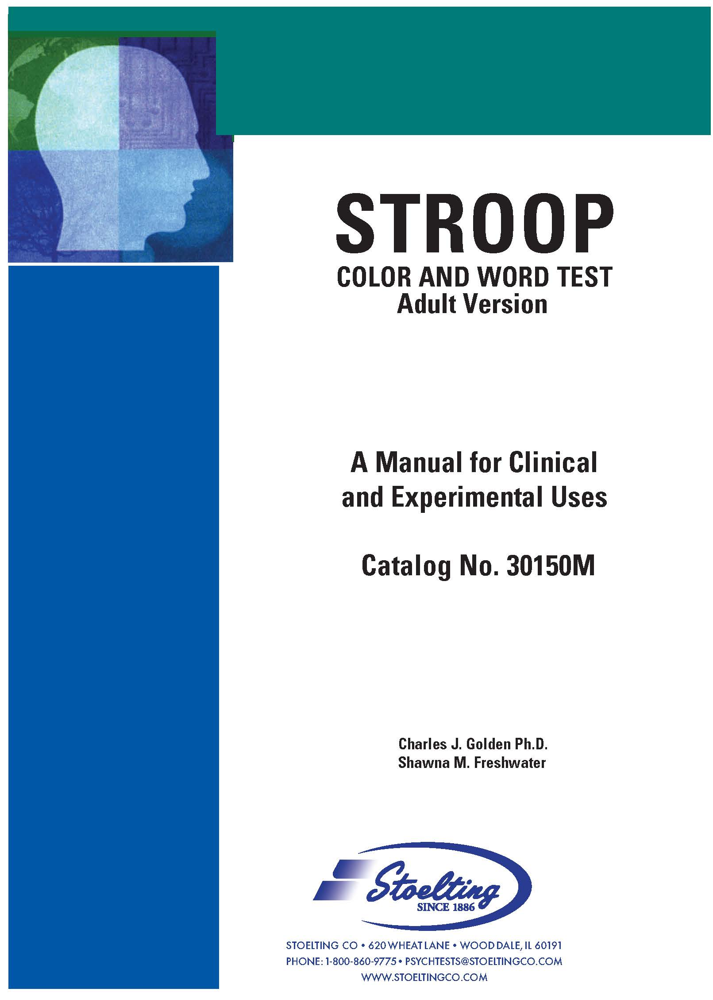 STROOP
COLOR AND WORD TEST
Adult Version
A Manual for Clinical
and Experimental Uses
Catalog No. 30150M
Charles J. Golden Ph.D.
Shawna M. Freshwater
Stoelting
SINCE 1886
STOELTING CO • 620 WHEAT LANE • WOOD DALE, IL 60191
PHONE: 1-800-860-9775 • PSYCHTESTS@STOELTINGCO.COM
WWW.STOELTINGCO.COM